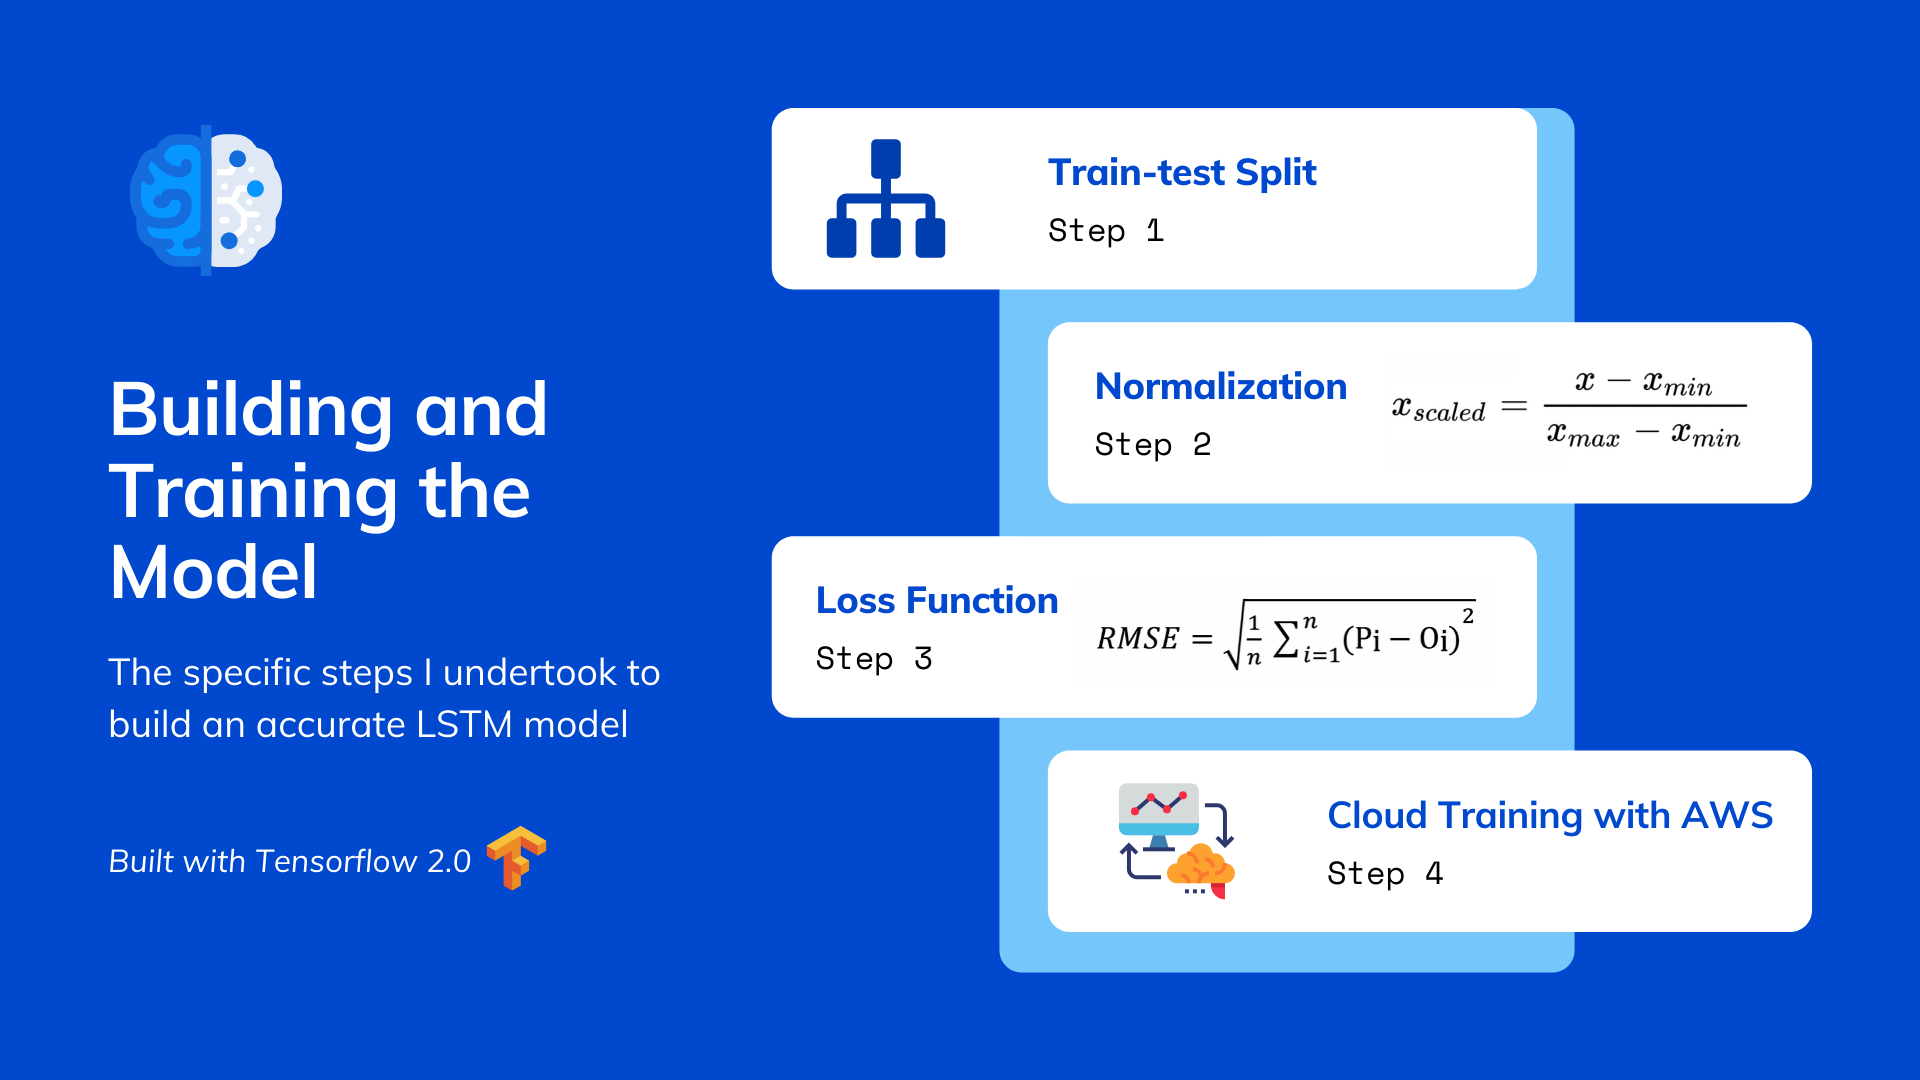 Building and
Training the
Model
The specific steps I undertook to
build an accurate LSTM model
Built with Tensorflow 2.0
Train-test Split
Step 1
Normalization
Step 2
x_{scaled} = \frac{x - x_{min}}{x_{max} - x_{min}}
Loss Function
Step 3
RMSE = \sqrt{\frac{1}{n} \sum_{i=1}^{n} (Pi - Oi)^2}
Cloud Training with AWS
Step 4